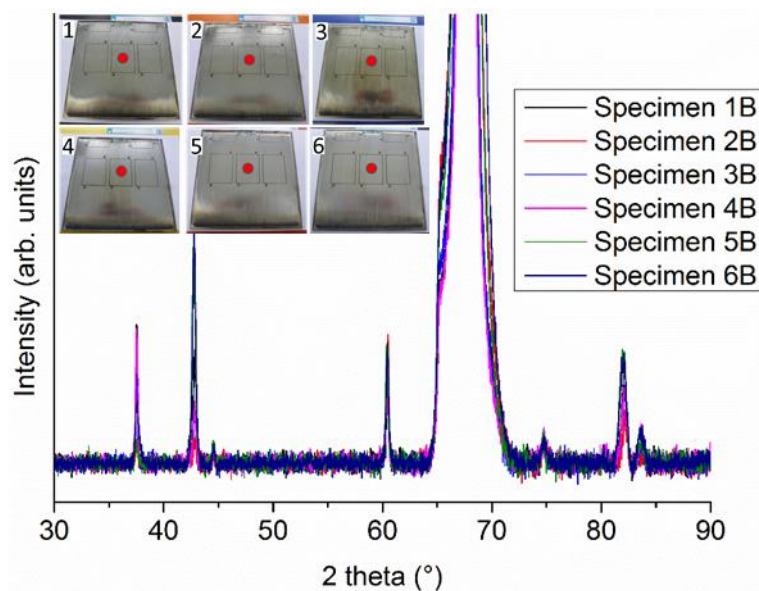 1
2
3
4
5
6
Specimen 1B
Specimen 2B
Specimen 3B
Specimen 4B
Specimen 5B
Specimen 6B
Intensity (arb. units)
30 40 50 60 70 80 90
2 theta (°)